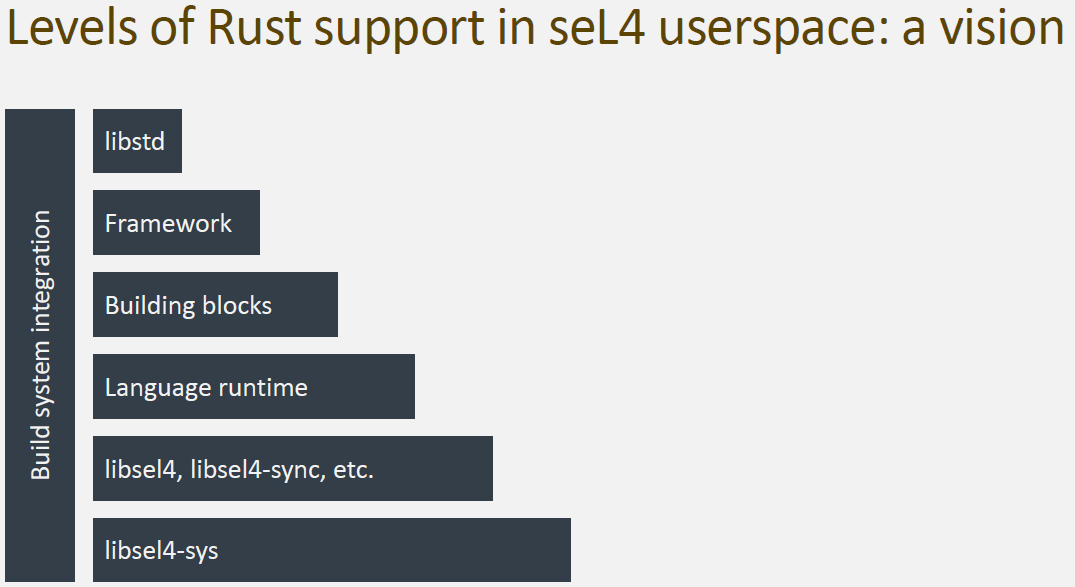 Levels of Rust support in seL4 userspace: a vision
Build system integration
libstd
Framework
Building blocks
Language runtime
libsel4, libsel4-sync, etc.
libsel4-sys